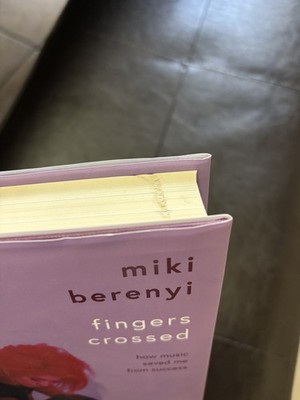 miki
berenyi
fingers
crossed
how music
saved me
from success